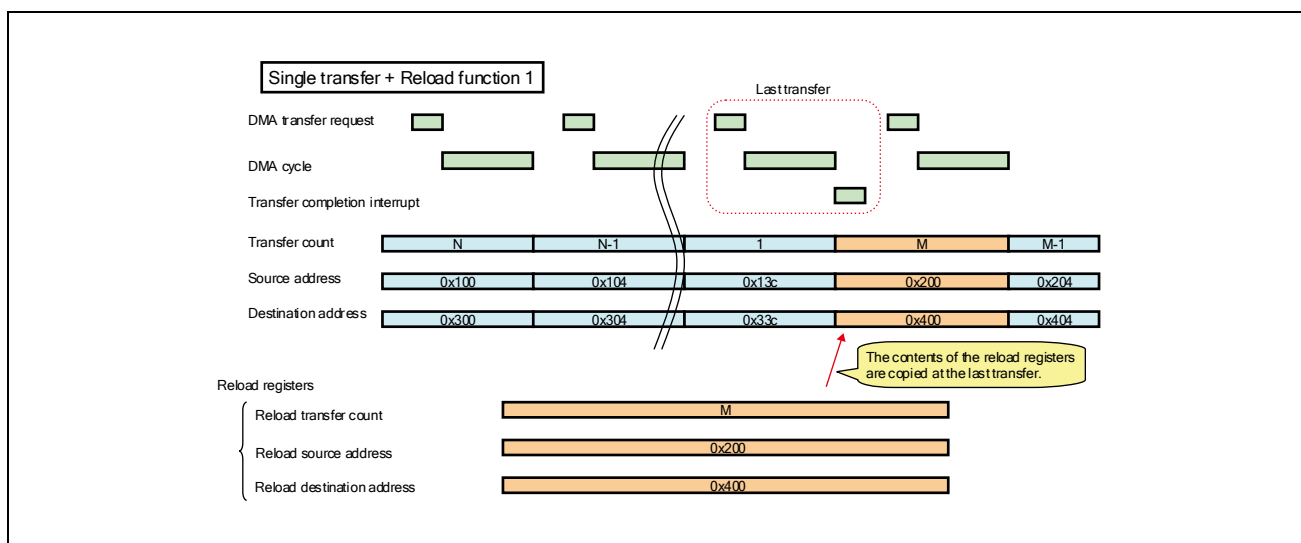 Single transfer + Reload function 1
Last transfer
DMA transfer request
DMA cycle
Transfer completion interrupt
Transfer count N N-1 1 M M-1
Source address 0x100 0x104 0x13c 0x200 0x204
Destination address 0x300 0x304 0x33c 0x400 0x404
The contents of the reload registers
are copied at the last transfer.
Reload registers
Reload transfer count M
Reload source address 0x200
Reload destination address 0x400